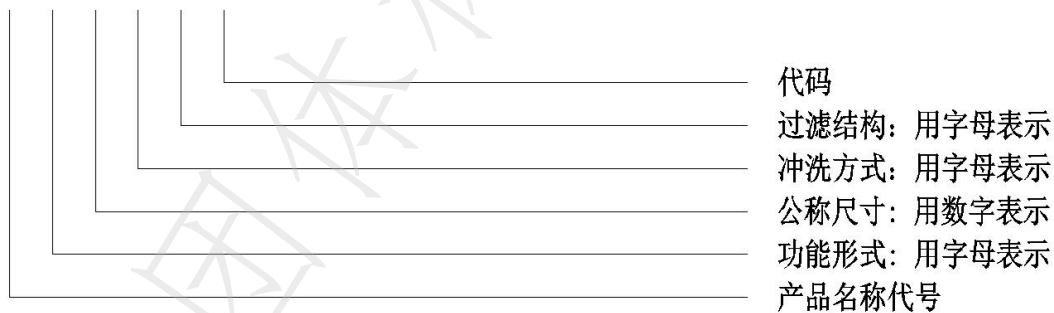 代码
过滤结构：用字母表示
冲洗方式：用字母表示
公称尺寸：用数字表示
功能形式：用字母表示
产品名称代号
团体